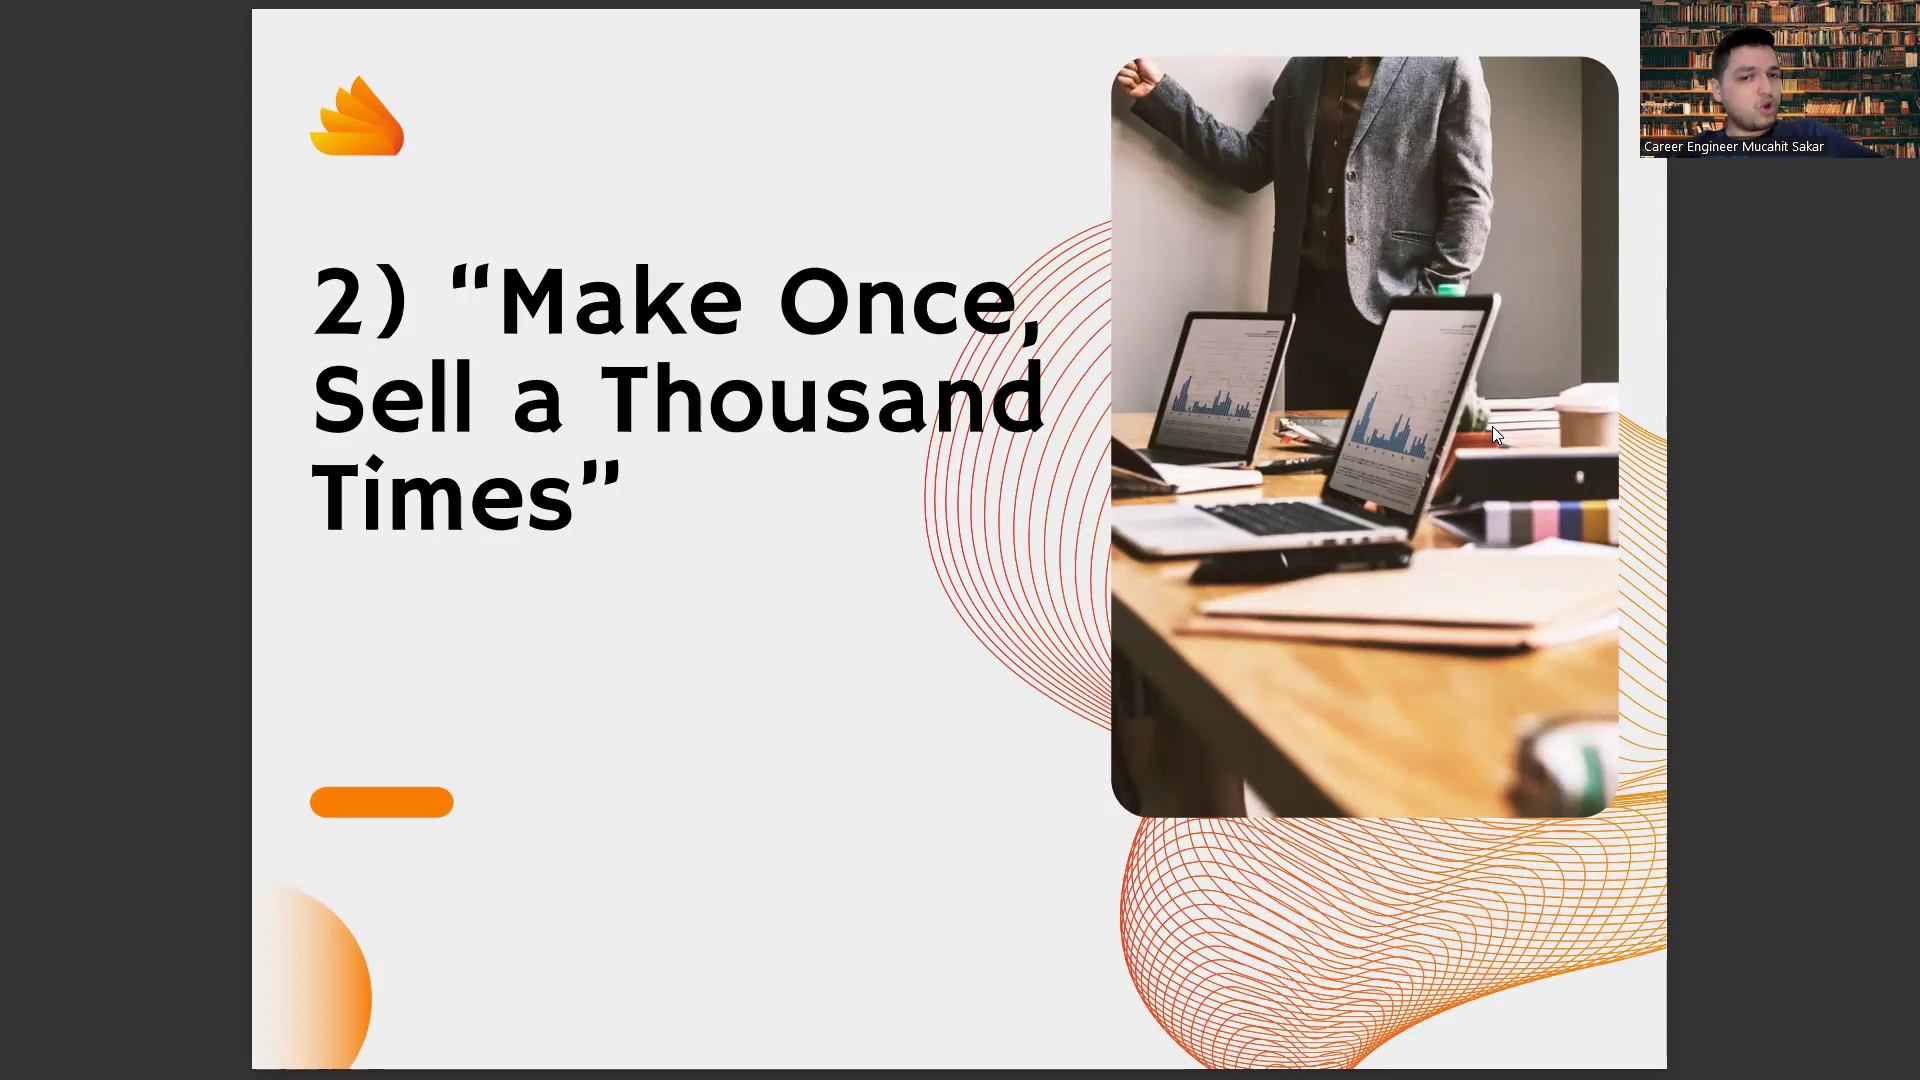 2) “Make Once,
Sell a Thousand
Times”
Career Engineer Mucahit Sakar